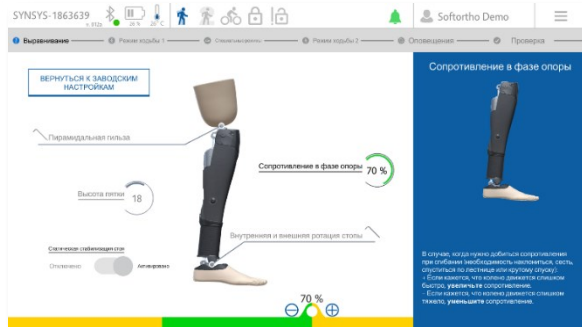 SYNSYS-1863639
Softortho Demo
Выравнивание
Режим ходьбы 1
Режим ходьбы 2
Оповещения
Проверка
ВЕРНУТЬСЯ К ЗАВОДСКИМ
НАСТРОЙКАМ
Пирамидальная гильза
Сопротивление в фазе опоры
70 %
Высота пятки
18
Внутренняя и внешняя ротация стопы
Статическая стабилизация стоя
Отключено
Активировано
70 %
Сопротивление в фазе опоры
В случае, когда нужно добиться сопротивления
при сгибании (необходимость наклониться, сесть,
спуститься по лестнице или крутому спуску):
- Если кажется, что колено движется слишком
быстро, увеличьте сопротивление.
- Если кажется, что колено движется слишком
тяжело, уменьшите сопротивление.